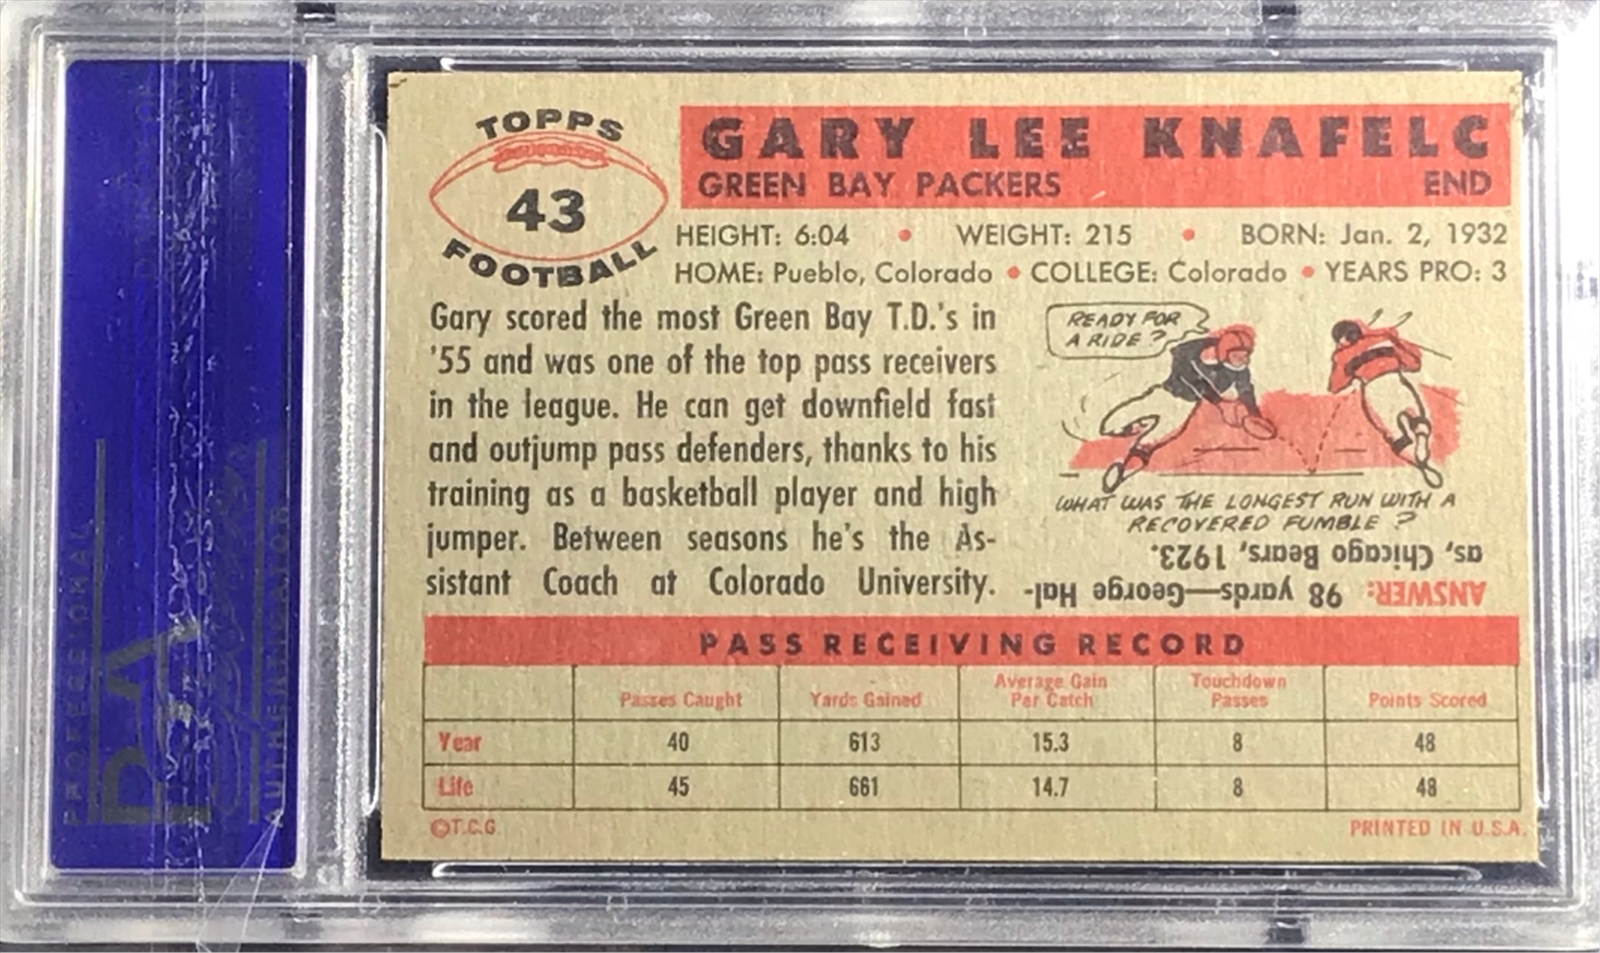 PROFESSIONAL
AUTHENTICATOR
TOPPS
43
FOOTBALL
GARY LEE KNAFELC
GREEN BAY PACKERS END
HEIGHT: 6:04 • WEIGHT: 215 • BORN: Jan. 2, 1932
HOME: Pueblo, Colorado • COLLEGE: Colorado • YEARS PRO: 3
Gary scored the most Green Bay T.D.'s in
'55 and was one of the top pass receivers
in the league. He can get downfield fast
and outjump pass defenders, thanks to his
training as a basketball player and high
jumper. Between seasons he's the As-
sistant Coach at Colorado University.
READY FOR
A RIDE?
WHAT WAS THE LONGEST RUN WITH A
RECOVERED FUMBLE?
ANSWER: 98 yards—George Hal-
as, Chicago Bears, 1923.
PASS RECEIVING RECORD
Passes Caught Yards Gained Average Gain Per Catch Touchdown Passes Points Scored
Year 40 613 15.3 8 48
Life 45 661 14.7 8 48
©T.C.G PRINTED IN U.S.A.